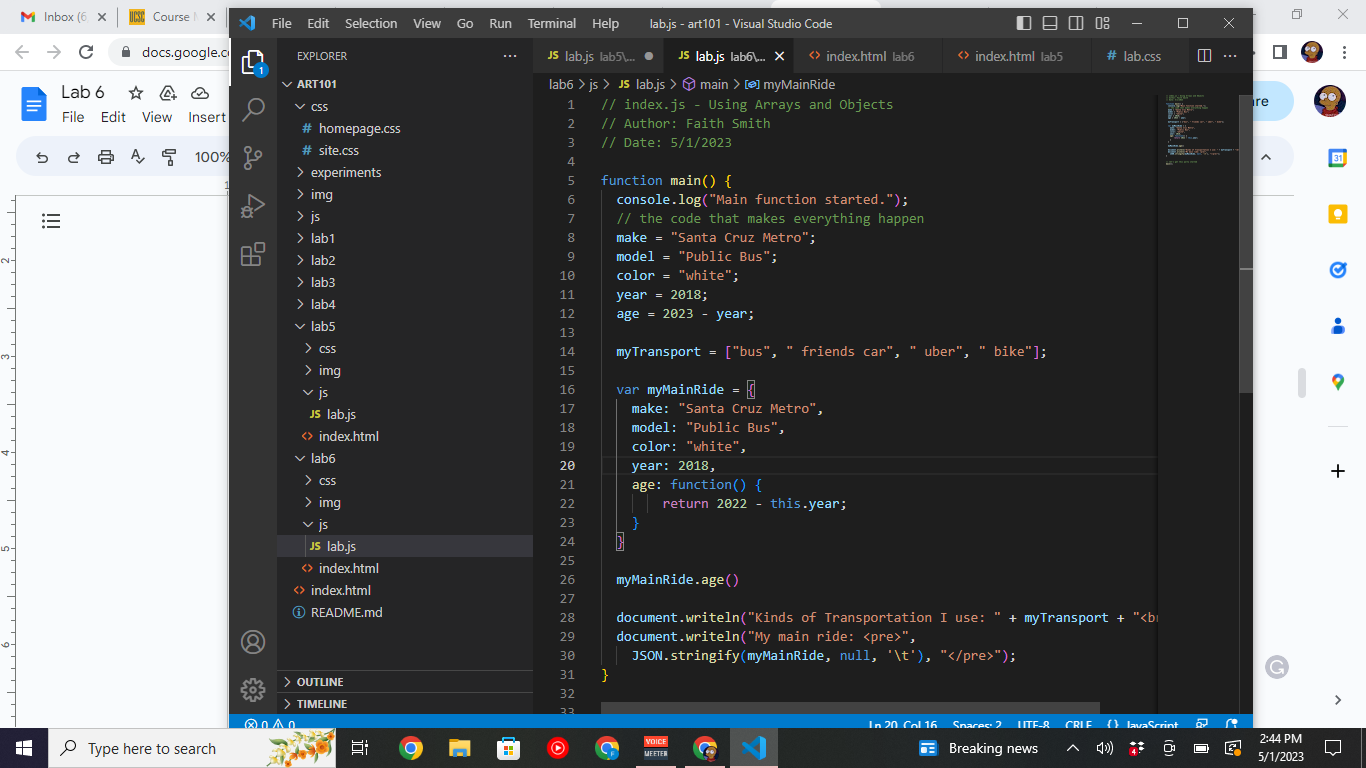 Inbox (6
Course
docs.google.c
Lab 6
File Edit View Insert
100%
2
3
4
5
6
File Edit Selection View Go Run Terminal Help
lab.js - art101 - Visual Studio Code
EXPLORER
1
ART101
css
# homepage.css
# site.css
experiments
img
js
lab1
lab2
lab3
lab4
lab5
css
img
js
JS lab.js
<> index.html
lab6
css
img
js
JS lab.js
<> index.html
<> index.html
README.md
OUTLINE
TIMELINE
JS lab.js lab5\...
JS lab.js lab6\...
<> index.html lab6
<> index.html lab5
# lab.css
lab6 > js > JS lab.js > main > myMainRide
1 // index.js - Using Arrays and Objects
2 // Author: Faith Smith
3 // Date: 5/1/2023
4
5 function main() {
6 console.log("Main function started.");
7 // the code that makes everything happen
8 make = "Santa Cruz Metro";
9 model = "Public Bus";
10 color = "white";
11 year = 2018;
12 age = 2023 - year;
13
14 myTransport = ["bus", " friends car", " uber", " bike"];
15
16 var myMainRide = {
17 make: "Santa Cruz Metro",
18 model: "Public Bus",
19 color: "white",
20 year: 2018,
21 age: function() {
22 return 2022 - this.year;
23 }
24 }
25
26 myMainRide.age()
27
28 document.writeln("Kinds of Transportation I use: " + myTransport + "<br
29 document.writeln("My main ride: <pre>",
30 JSON.stringify(myMainRide, null, '\t'), "</pre>");
31 }
32
33
0 0
Ln 20, Col 16 Spaces: 2 UTF-8 CRLF {} JavaScript
are
31
Type here to search
VOICE
MEETER
Breaking news
4
2:44 PM
5/1/2023